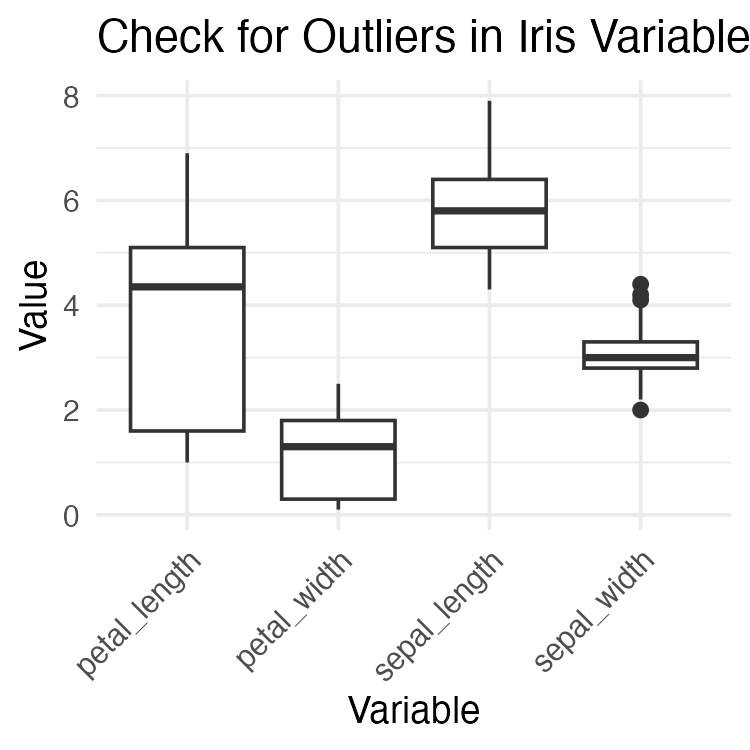 Check for Outliers in Iris Variable
8
6
4
2
0
Value
petal_length
petal_width
sepal_length
sepal_width
Variable